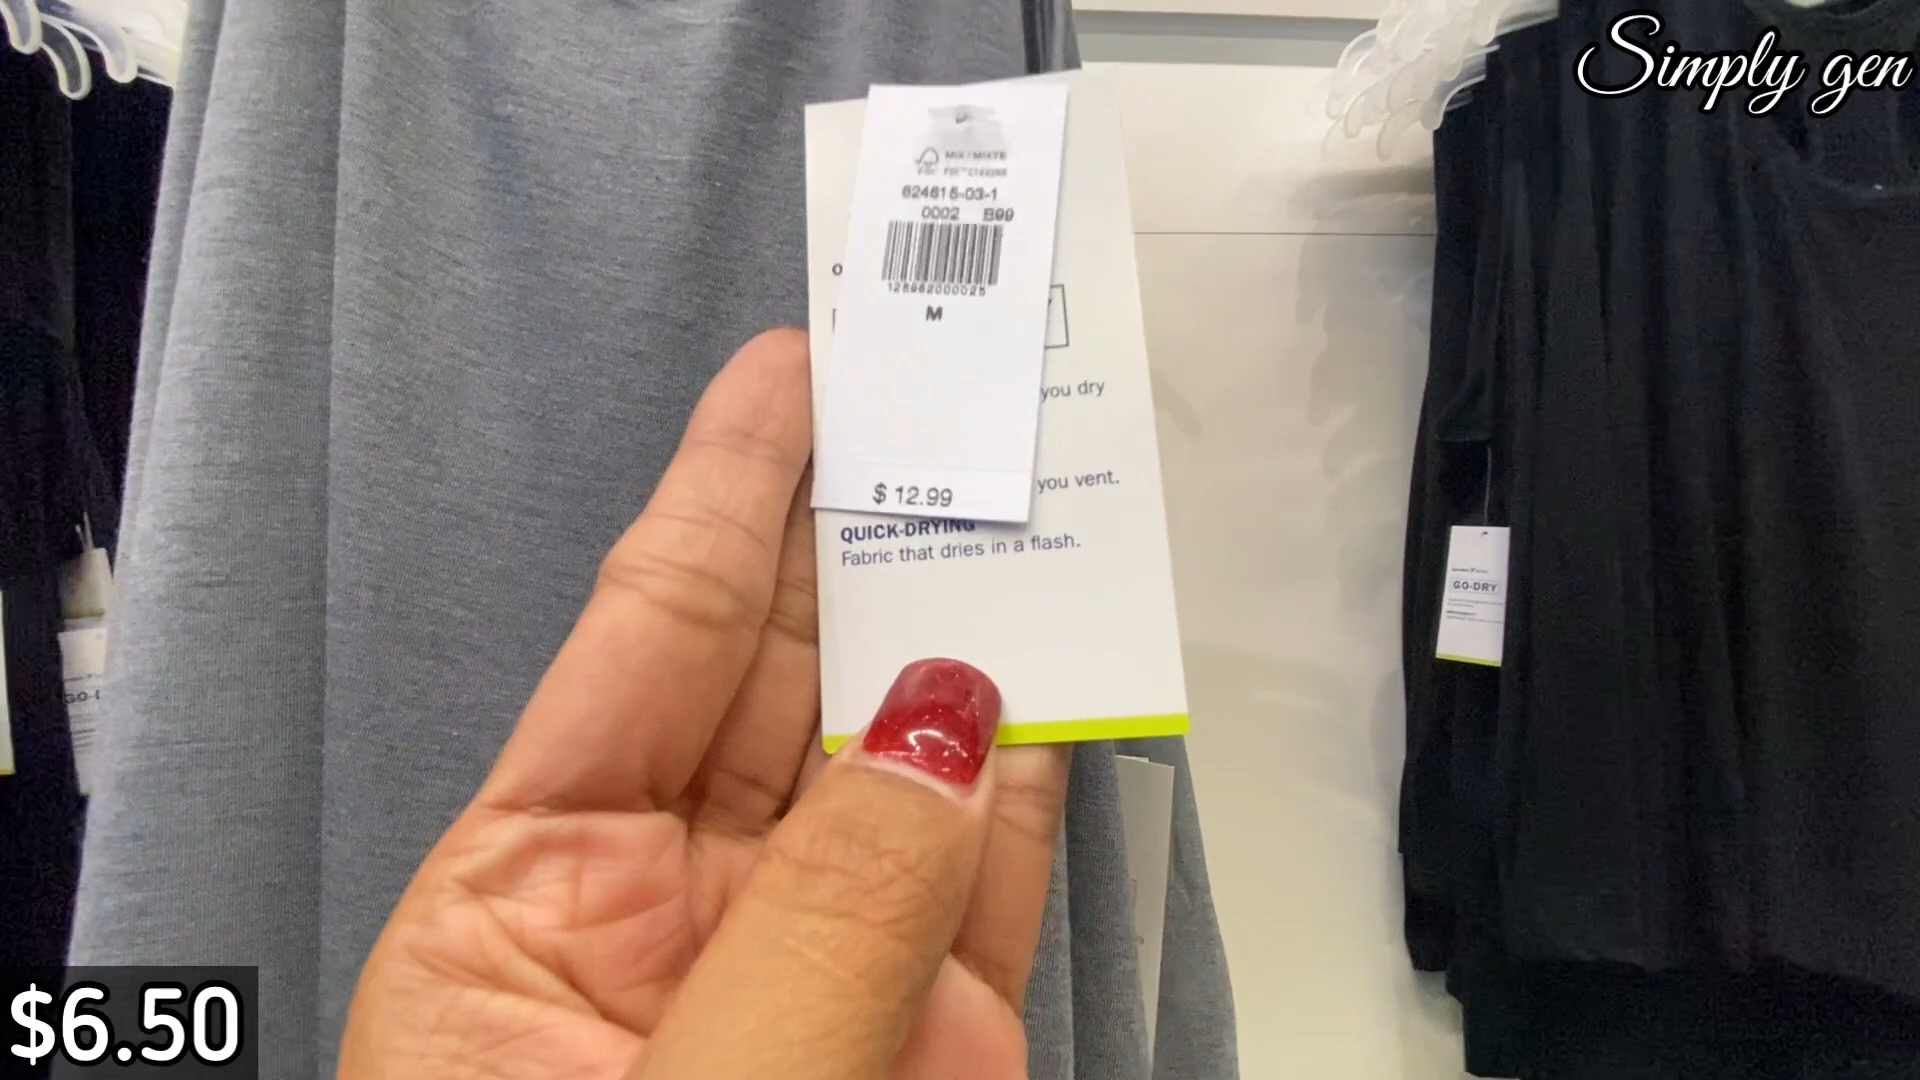 Simply gen
MIX / MIXTE
624615-03-1
0002 B99
M
you dry
$ 12.99
you vent.
QUICK-DRYING
Fabric that dries in a flash.
GO-DRY
GO-D
$6.50